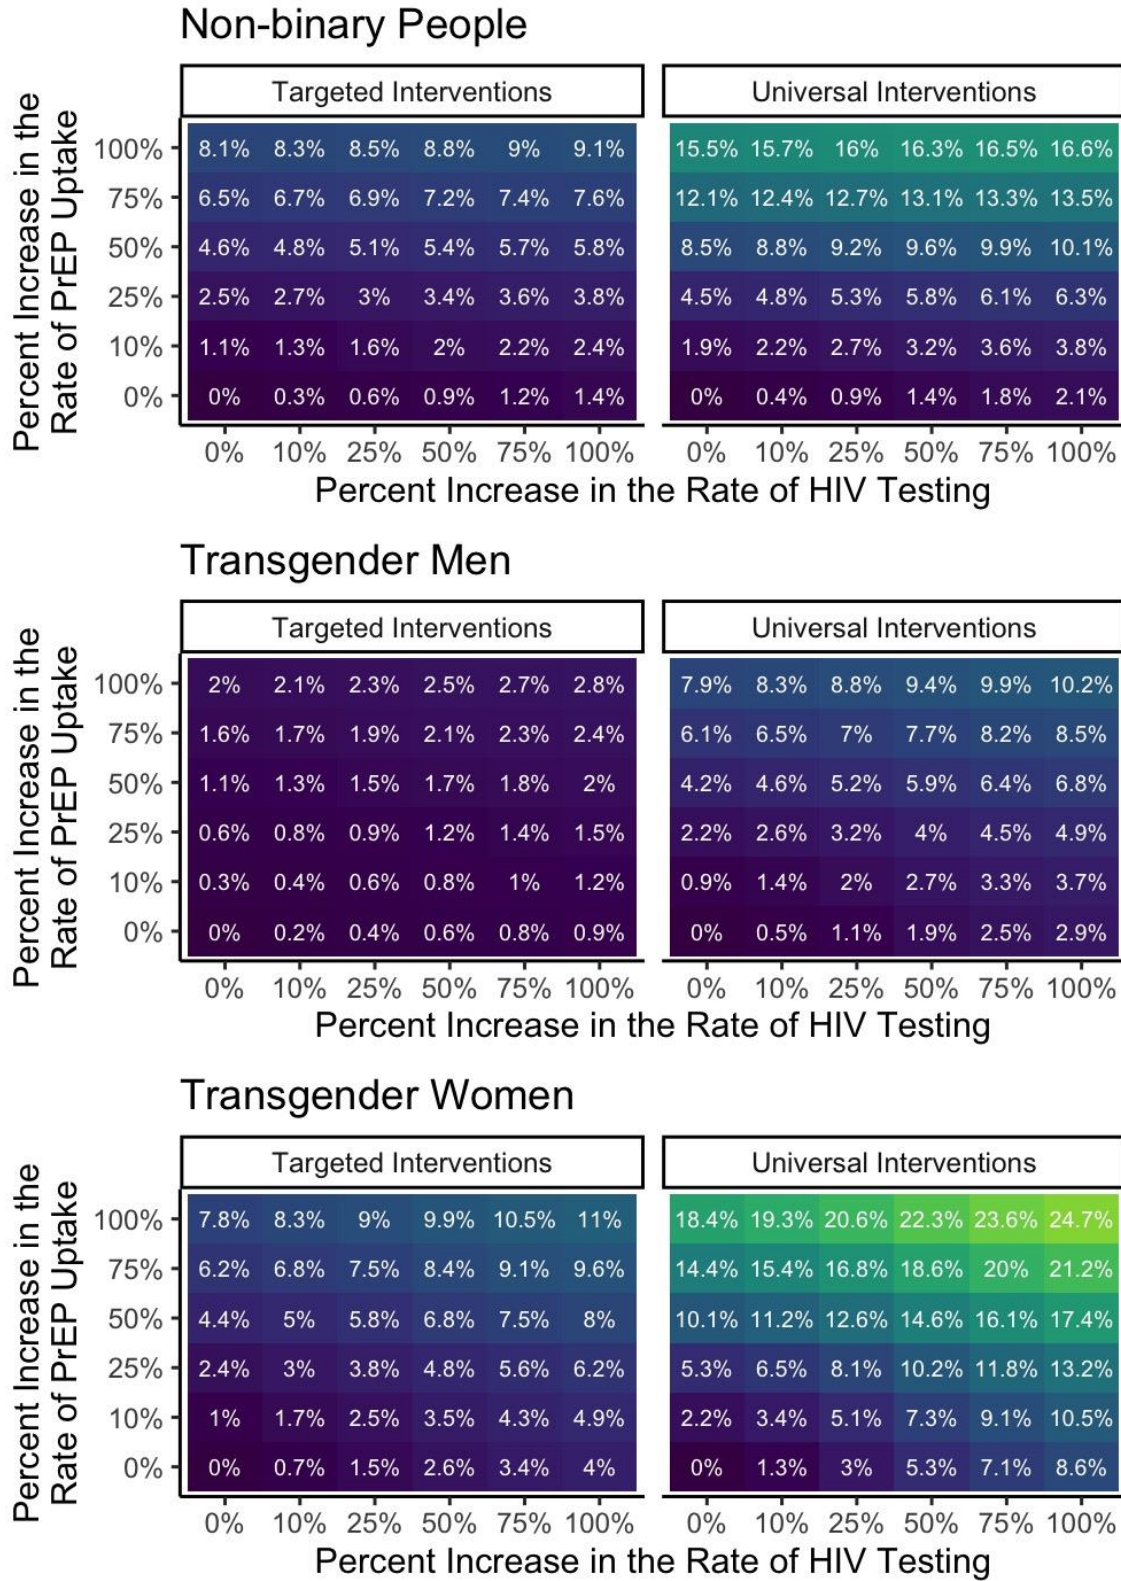 Non-binary People
Targeted Interventions Universal Interventions
Percent Increase in the
Rate of PrEP Uptake
100% 8.1% 8.3% 8.5% 8.8% 9% 9.1% 15.5% 15.7% 16% 16.3% 16.5% 16.6%
75% 6.5% 6.7% 6.9% 7.2% 7.4% 7.6% 12.1% 12.4% 12.7% 13.1% 13.3% 13.5%
50% 4.6% 4.8% 5.1% 5.4% 5.7% 5.8% 8.5% 8.8% 9.2% 9.6% 9.9% 10.1%
25% 2.5% 2.7% 3% 3.4% 3.6% 3.8% 4.5% 4.8% 5.3% 5.8% 6.1% 6.3%
10% 1.1% 1.3% 1.6% 2% 2.2% 2.4% 1.9% 2.2% 2.7% 3.2% 3.6% 3.8%
0% 0% 0.3% 0.6% 0.9% 1.2% 1.4% 0% 0.4% 0.9% 1.4% 1.8% 2.1%
0% 10% 25% 50% 75% 100% 0% 10% 25% 50% 75% 100%
Percent Increase in the Rate of HIV Testing
Transgender Men
Targeted Interventions Universal Interventions
Percent Increase in the
Rate of PrEP Uptake
100% 2% 2.1% 2.3% 2.5% 2.7% 2.8% 7.9% 8.3% 8.8% 9.4% 9.9% 10.2%
75% 1.6% 1.7% 1.9% 2.1% 2.3% 2.4% 6.1% 6.5% 7% 7.7% 8.2% 8.5%
50% 1.1% 1.3% 1.5% 1.7% 1.8% 2% 4.2% 4.6% 5.2% 5.9% 6.4% 6.8%
25% 0.6% 0.8% 0.9% 1.2% 1.4% 1.5% 2.2% 2.6% 3.2% 4% 4.5% 4.9%
10% 0.3% 0.4% 0.6% 0.8% 1% 1.2% 0.9% 1.4% 2% 2.7% 3.3% 3.7%
0% 0% 0.2% 0.4% 0.6% 0.8% 0.9% 0% 0.5% 1.1% 1.9% 2.5% 2.9%
0% 10% 25% 50% 75% 100% 0% 10% 25% 50% 75% 100%
Percent Increase in the Rate of HIV Testing
Transgender Women
Targeted Interventions Universal Interventions
Percent Increase in the
Rate of PrEP Uptake
100% 7.8% 8.3% 9% 9.9% 10.5% 11% 18.4% 19.3% 20.6% 22.3% 23.6% 24.7%
75% 6.2% 6.8% 7.5% 8.4% 9.1% 9.6% 14.4% 15.4% 16.8% 18.6% 20% 21.2%
50% 4.4% 5% 5.8% 6.8% 7.5% 8% 10.1% 11.2% 12.6% 14.6% 16.1% 17.4%
25% 2.4% 3% 3.8% 4.8% 5.6% 6.2% 5.3% 6.5% 8.1% 10.2% 11.8% 13.2%
10% 1% 1.7% 2.5% 3.5% 4.3% 4.9% 2.2% 3.4% 5.1% 7.3% 9.1% 10.5%
0% 0% 0.7% 1.5% 2.6% 3.4% 4% 0% 1.3% 3% 5.3% 7.1% 8.6%
0% 10% 25% 50% 75% 100% 0% 10% 25% 50% 75% 100%
Percent Increase in the Rate of HIV Testing